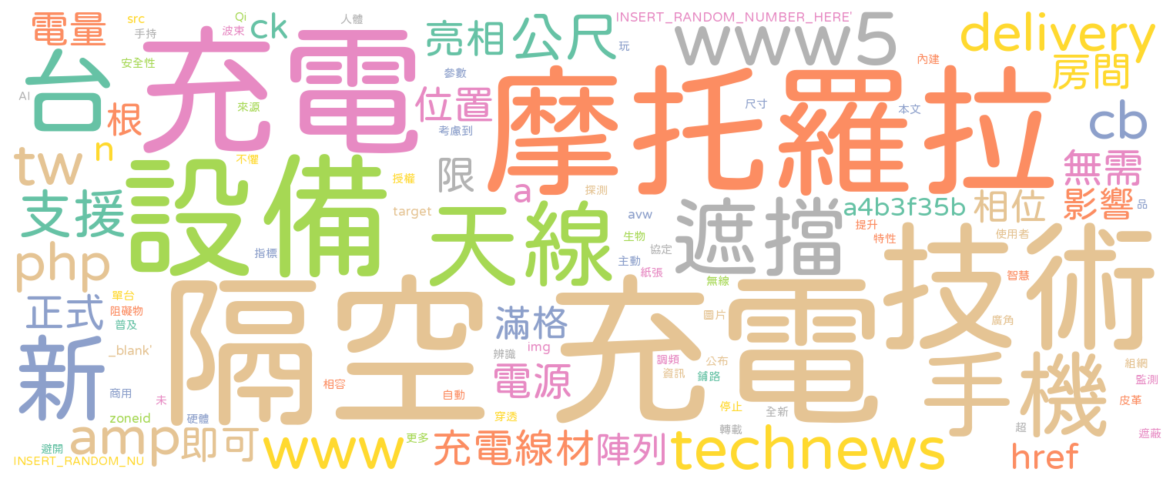 電量 src Qi 人體 INSERT_RANDOM_NUMBER_HERE'
手持 波束 ck 亮相 公尺 玩 www5 delivery
台 充電 安全性 參數 內建 房間
AI 根 來源 位置 摩托羅拉 尺寸 本文 cb
n 考慮到
tw 不懼 限 無需
設備 授權 a 探測 a4b3f35b 相位 影響 品
支援 target 天線 avw 遮擋 提升 使用者
php 指標 生物 協定 特性 技術
主動 紙張 無線 智慧
正式 單台 阻礙物 普及 隔空充電 滿格 圖片 廣角
新 _blank' 辨識 img 調頻 公布 手機 組網
商用 未 相容 自動 電源 資訊 鋪路 監測
zoneid 硬體 穿透 停止 全新 皮革
避開 amp 即可 www 更多 充電線材 陣列 technews 轉載 超 遮蔽
INSERT_RANDOM_NU href